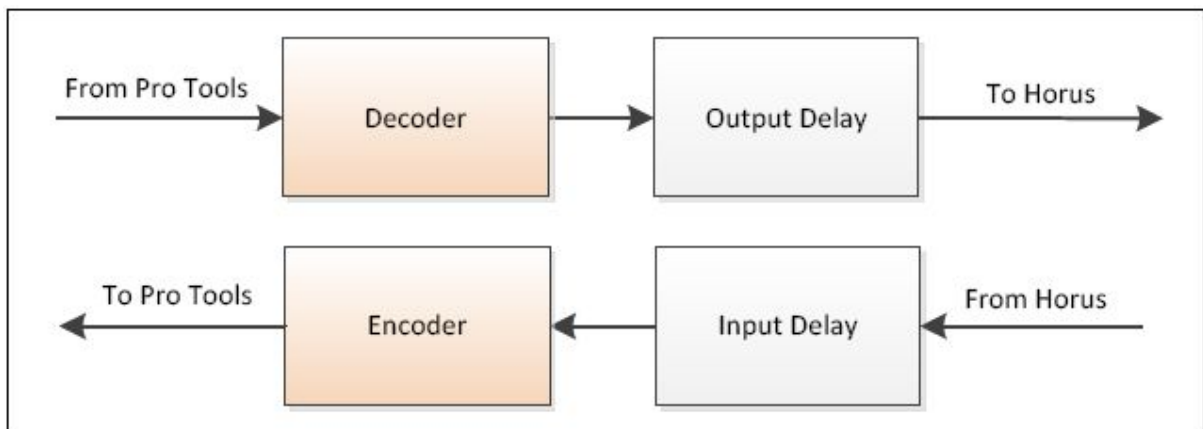 From Pro Tools
Decoder
Output Delay
To Horus
To Pro Tools
Encoder
Input Delay
From Horus